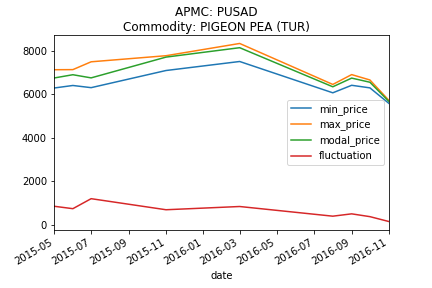 APMC: PUSAD
Commodity: PIGEON PEA (TUR)
8000
6000
4000
2000
0
min_price
max_price
modal_price
fluctuation
2015-05
2015-07
2015-09
2015-11
2016-01
2016-03
2016-05
2016-07
2016-09
2016-11
date